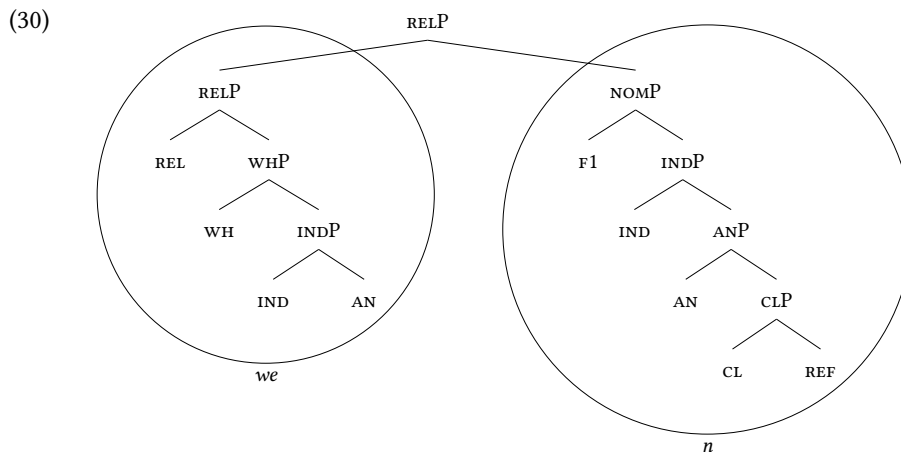 (30) RELP
RELP NOMP
REL WHP F1 INDP
WH INDP IND ANP
IND AN AN CLP
we CL REF
n